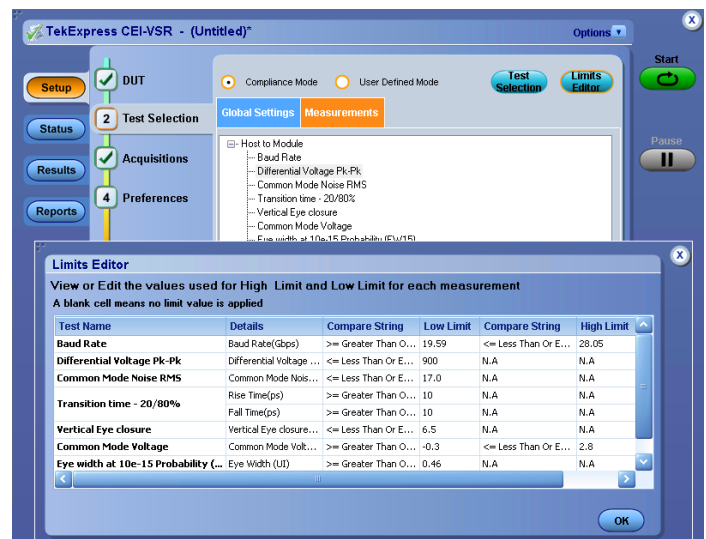 TekExpress CEI-VSR - (Untitled)*
Options
Start
Setup
DUT
Compliance Mode
User Defined Mode
Test Selection
Limits Editor
Status
2 Test Selection
Global Settings
Measurements
Pause
Results
Acquisitions
Reports
4 Preferences
Host to Module
Baud Rate
Differential Voltage Pk-Pk
Common Mode Noise RMS
Transition time - 20/80%
Vertical Eye closure
Common Mode Voltage
Eye width at 10e-15 Probability (EW15)
Limits Editor
View or Edit the values used for High Limit and Low Limit for each measurement
A blank cell means no limit value is applied
Test Name Details Compare String Low Limit Compare String High Limit
Baud Rate Baud Rate(Gbps) >= Greater Than O... 19.59 <= Less Than Or E... 28.05
Differential Voltage Pk-Pk Differential Voltage ... <= Less Than Or E... 900 N.A N.A
Common Mode Noise RMS Common Mode Nois... <= Less Than Or E... 17.0 N.A N.A
Transition time - 20/80% Rise Time(ps) >= Greater Than O... 10 N.A N.A
Fall Time(ps) >= Greater Than O... 10 N.A N.A
Vertical Eye closure Vertical Eye closure... <= Less Than Or E... 6.5 N.A N.A
Common Mode Voltage Common Mode Volt... >= Greater Than O... -0.3 <= Less Than Or E... 2.8
Eye width at 10e-15 Probability (... Eye Width (UI) >= Greater Than O... 0.46 N.A N.A
OK